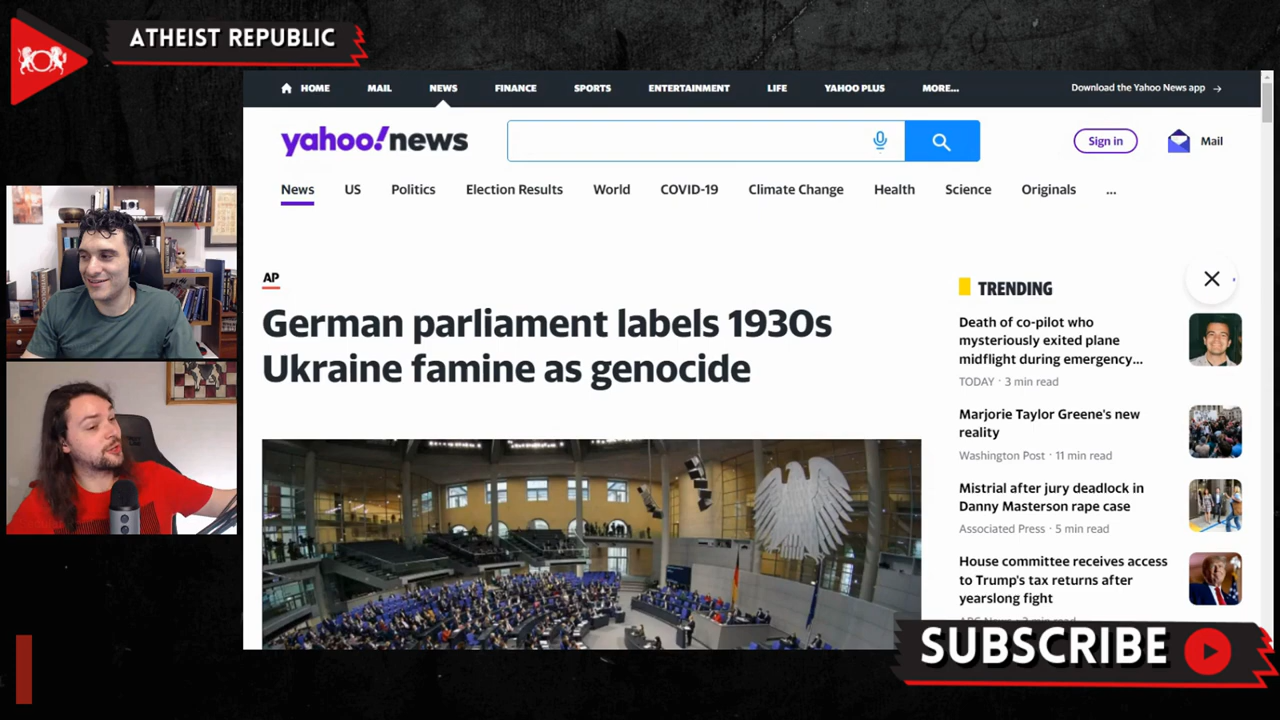 ATHEIST REPUBLIC
HOME MAIL NEWS FINANCE SPORTS ENTERTAINMENT LIFE YAHOO PLUS MORE... Download the Yahoo News app →
yahoo!news
Sign in
Mail
News US Politics Election Results World COVID-19 Climate Change Health Science Originals ...
AP
German parliament labels 1930s
Ukraine famine as genocide
TRENDING
Death of co-pilot who
mysteriously exited plane
midflight during emergency...
TODAY · 3 min read
Marjorie Taylor Greene's new
reality
Washington Post · 11 min read
Mistrial after jury deadlock in
Danny Masterson rape case
Associated Press · 5 min read
House committee receives access
to Trump's tax returns after
yearslong fight
SUBSCRIBE